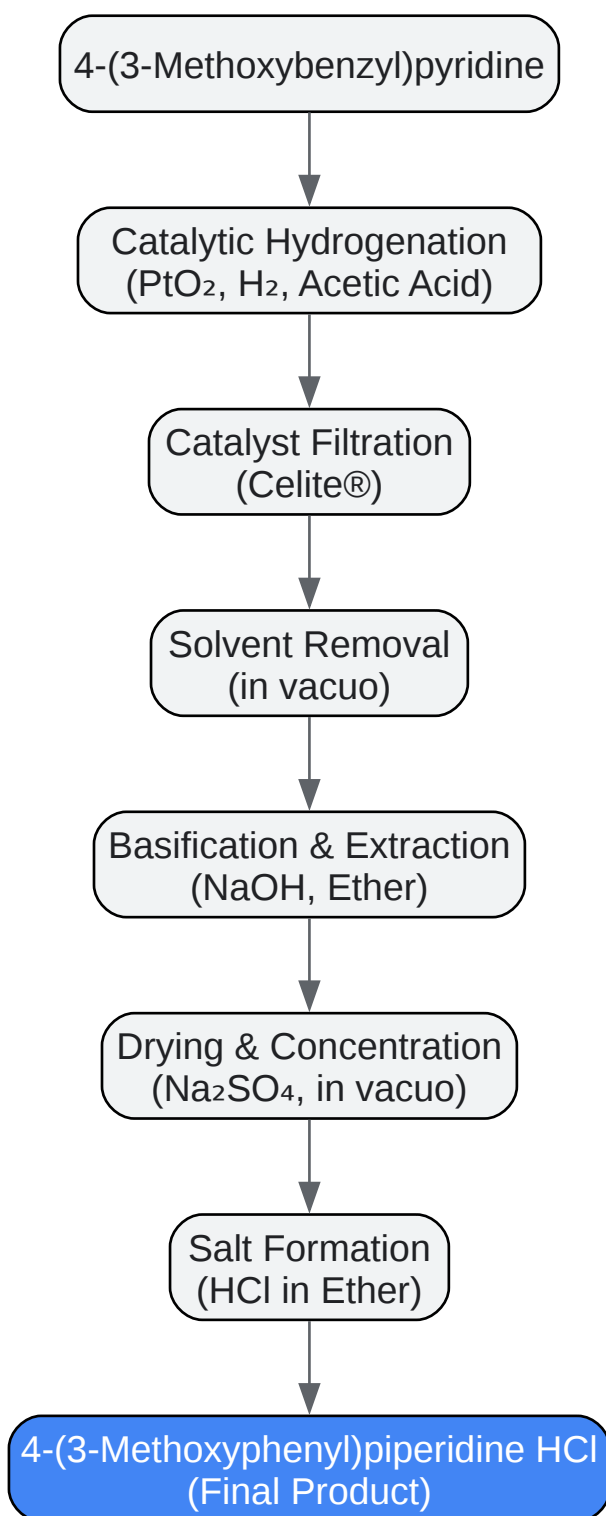 4-(3-Methoxybenzyl)pyridine
Catalytic Hydrogenation
(PtO₂, H₂, Acetic Acid)
Catalyst Filtration
(Celite®)
Solvent Removal
(in vacuo)
Basification & Extraction
(NaOH, Ether)
Drying & Concentration
(Na₂SO₄, in vacuo)
Salt Formation
(HCl in Ether)
4-(3-Methoxyphenyl)piperidine HCl
(Final Product)